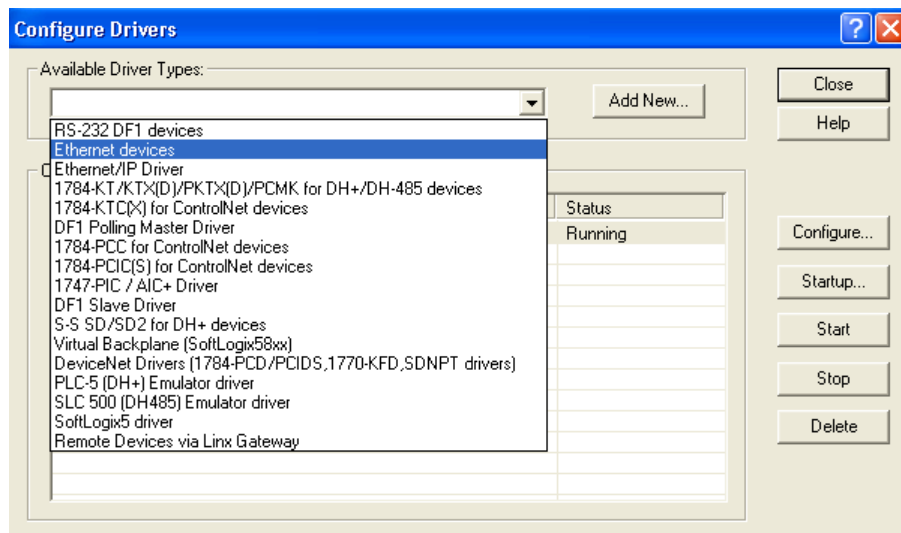 Configure Drivers
Available Driver Types:
Add New...
Close
Help
RS-232 DF1 devices
Ethernet devices
Ethernet/IP Driver
1784-KT/KTX(D)/PKTX(D)/PCMK for DH+/DH-485 devices
1784-KTC(X) for ControlNet devices
DF1 Polling Master Driver
1784-PCC for ControlNet devices
1784-PCIC(S) for ControlNet devices
1747-PIC / AIC+ Driver
DF1 Slave Driver
S-S SD/SD2 for DH+ devices
Virtual Backplane (SoftLogix58xx)
DeviceNet Drivers (1784-PCD/PCIDS,1770-KFD,SDNPT drivers)
PLC-5 (DH+) Emulator driver
SLC 500 (DH485) Emulator driver
SoftLogix5 driver
Remote Devices via Linx Gateway
Status
Running
Configure...
Startup...
Start
Stop
Delete